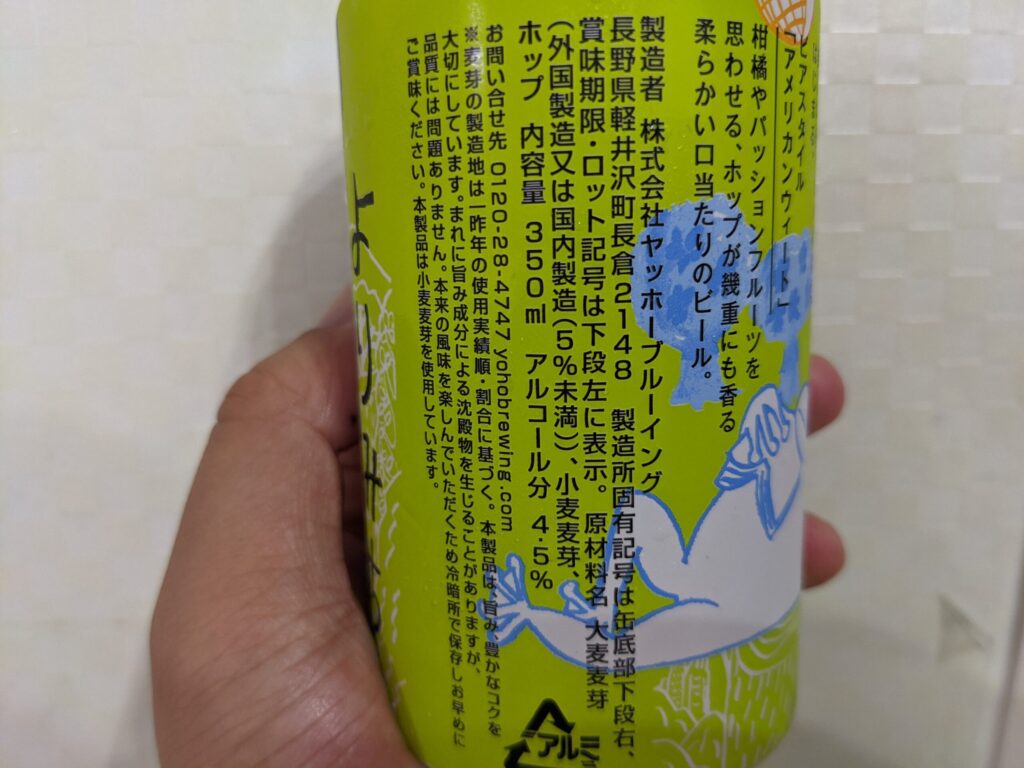 ビアスタイル
「アメリカンウィート」
柑橘やパッションフルーツを
思わせる、ホップが幾重にも香る
柔らかい口当たりのビール。
製造者 株式会社ヤッホーブルーイング
長野県軽井沢町長倉2148 製造所固有記号は缶底部下段右、
賞味期限・ロット記号は下段左に表示。 原材料名 大麦麦芽
(外国製造又は国内製造(5%未満))、小麦麦芽、
ホップ 内容量 350ml アルコール分 4.5%
お問い合せ先 0120-28-4747 yohobrewing.com
※麦芽の製造地は一昨年の使用実績順・割合に基づく。本製品は、旨み、豊かなコクを
大切にしています。まれに旨み成分による沈殿物を生じることがありますが、
品質には問題ありません。本来の風味を楽しんでいただくため冷暗所で保存しお早めに
ご賞味ください。本製品は小麦麦芽を使用しています。
よりみち
アルミ